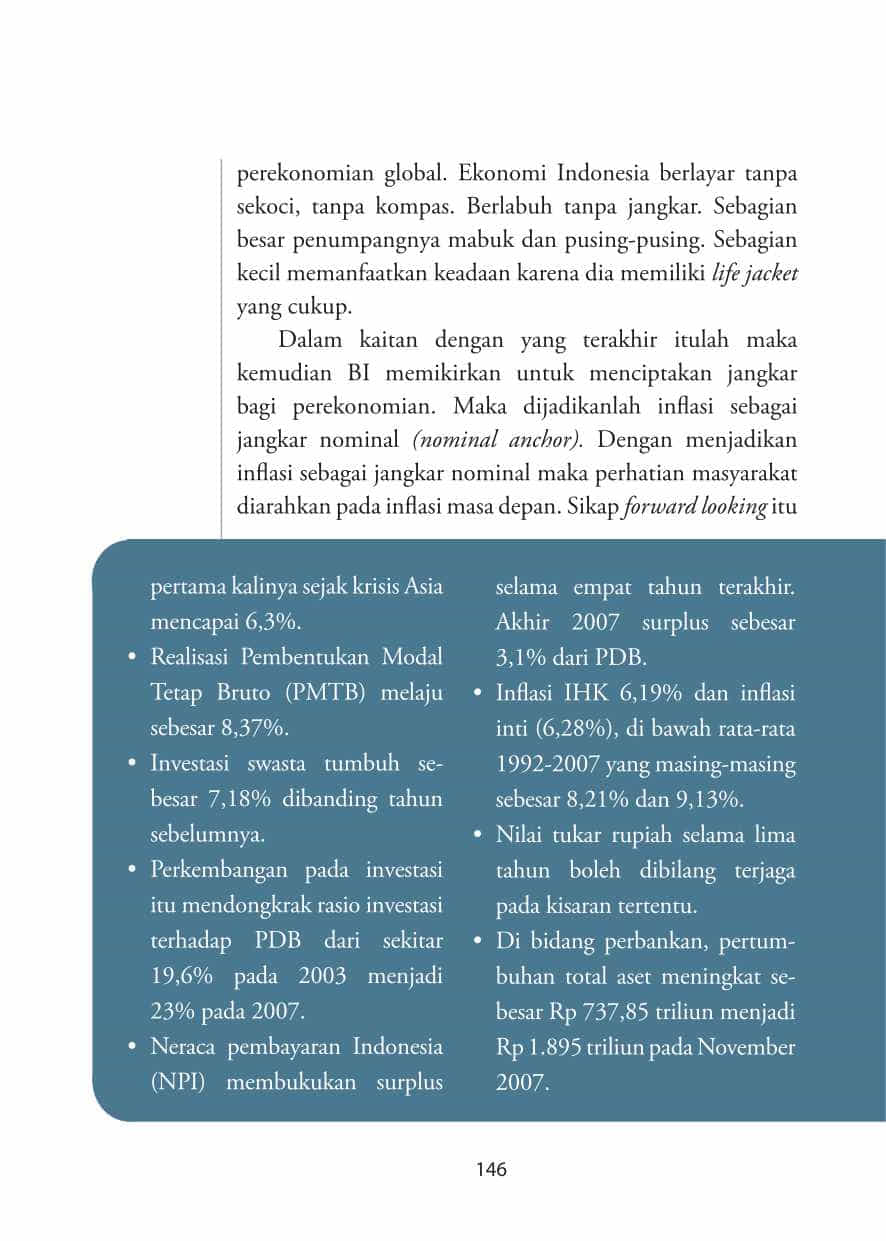 perekonomian global. Ekonomi Indonesia berlayar tanpa
sekoci, tanpa kompas. Berlabuh tanpa jangkar. Sebagian
besar penumpangnya mabuk dan pusing-pusing. Sebagian
kecil memanfaatkan keadaan karena dia memiliki life jacket
yang cukup.
Dalam kaitan dengan yang terakhir itulah maka
kemudian BI memikirkan untuk menciptakan jangkar
bagi perekonomian. Maka dijadikanlah inflasi sebagai
jangkar nominal (nominal anchor). Dengan menjadikan
inflasi sebagai jangkar nominal maka perhatian masyarakat
diarahkan pada inflasi masa depan. Sikap forward looking itu
pertama kalinya sejak krisis Asia
mencapai 6,3%.
• Realisasi Pembentukan Modal
Tetap Bruto (PMTB) melaju
sebesar 8,37%.
• Investasi swasta tumbuh se-
besar 7,18% dibanding tahun
sebelumnya.
• Perkembangan pada investasi
itu mendongkrak rasio investasi
terhadap PDB dari sekitar
19,6% pada 2003 menjadi
23% pada 2007.
• Neraca pembayaran Indonesia
(NPI) membukukan surplus
selama empat tahun terakhir.
Akhir 2007 surplus sebesar
3,1% dari PDB.
• Inflasi IHK 6,19% dan inflasi
inti (6,28%), di bawah rata-rata
1992-2007 yang masing-masing
sebesar 8,21% dan 9,13%.
• Nilai tukar rupiah selama lima
tahun boleh dibilang terjaga
pada kisaran tertentu.
• Di bidang perbankan, pertum-
buhan total aset meningkat se-
besar Rp 737,85 triliun menjadi
Rp 1.895 triliun pada November
2007.
146